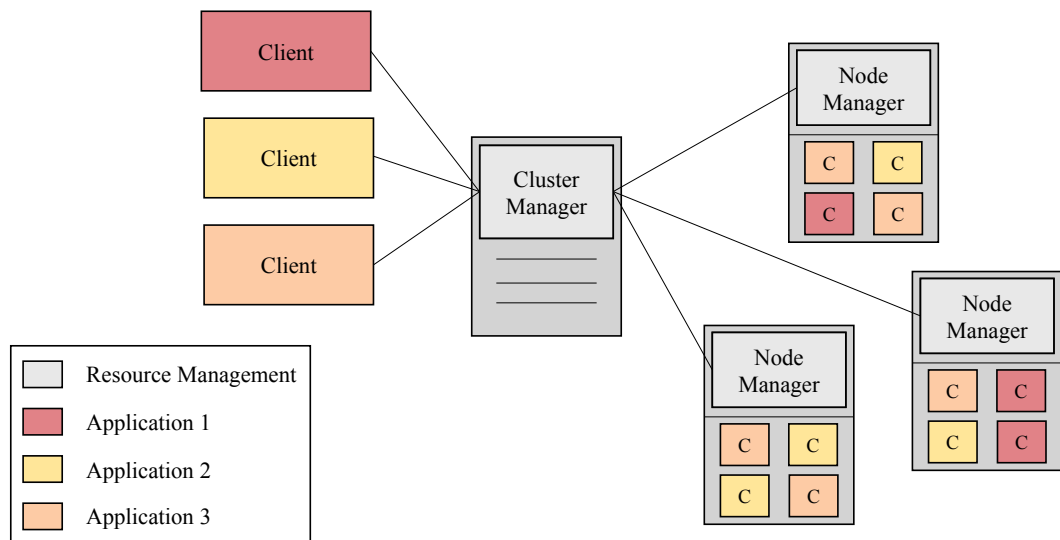 Client
Client
Client
Cluster
Manager
Node
Manager
C
C
C
C
Node
Manager
C
C
C
C
Node
Manager
C
C
C
C
Resource Management
Application 1
Application 2
Application 3